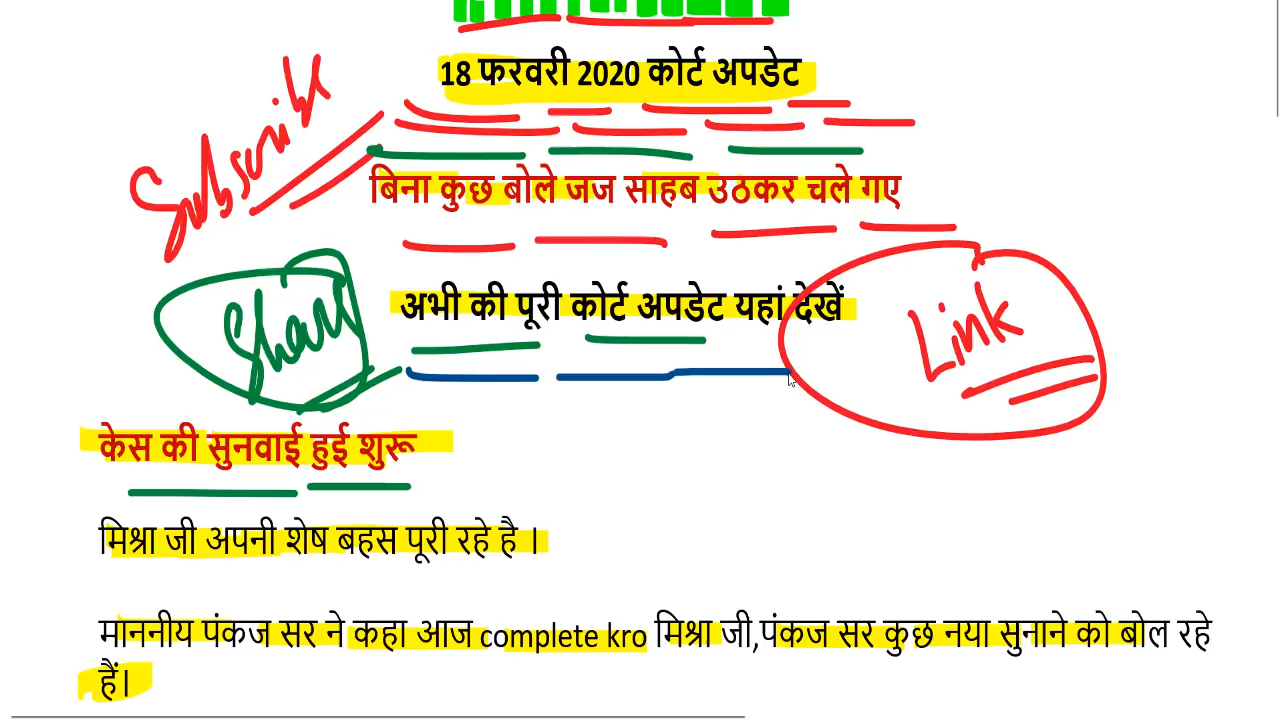 18 फरवरी 2020 कोर्ट अपडेट
Subscribe
बिना कुछ बोले जज साहब उठकर चले गए
Share
अभी की पूरी कोर्ट अपडेट यहां देखें
Link
केस की सुनवाई हुई शुरू
मिश्रा जी अपनी शेष बहस पूरी रहे है ।
माननीय पंकज सर ने कहा आज complete kro मिश्रा जी,पंकज सर कुछ नया सुनाने को बोल रहे
हैं।